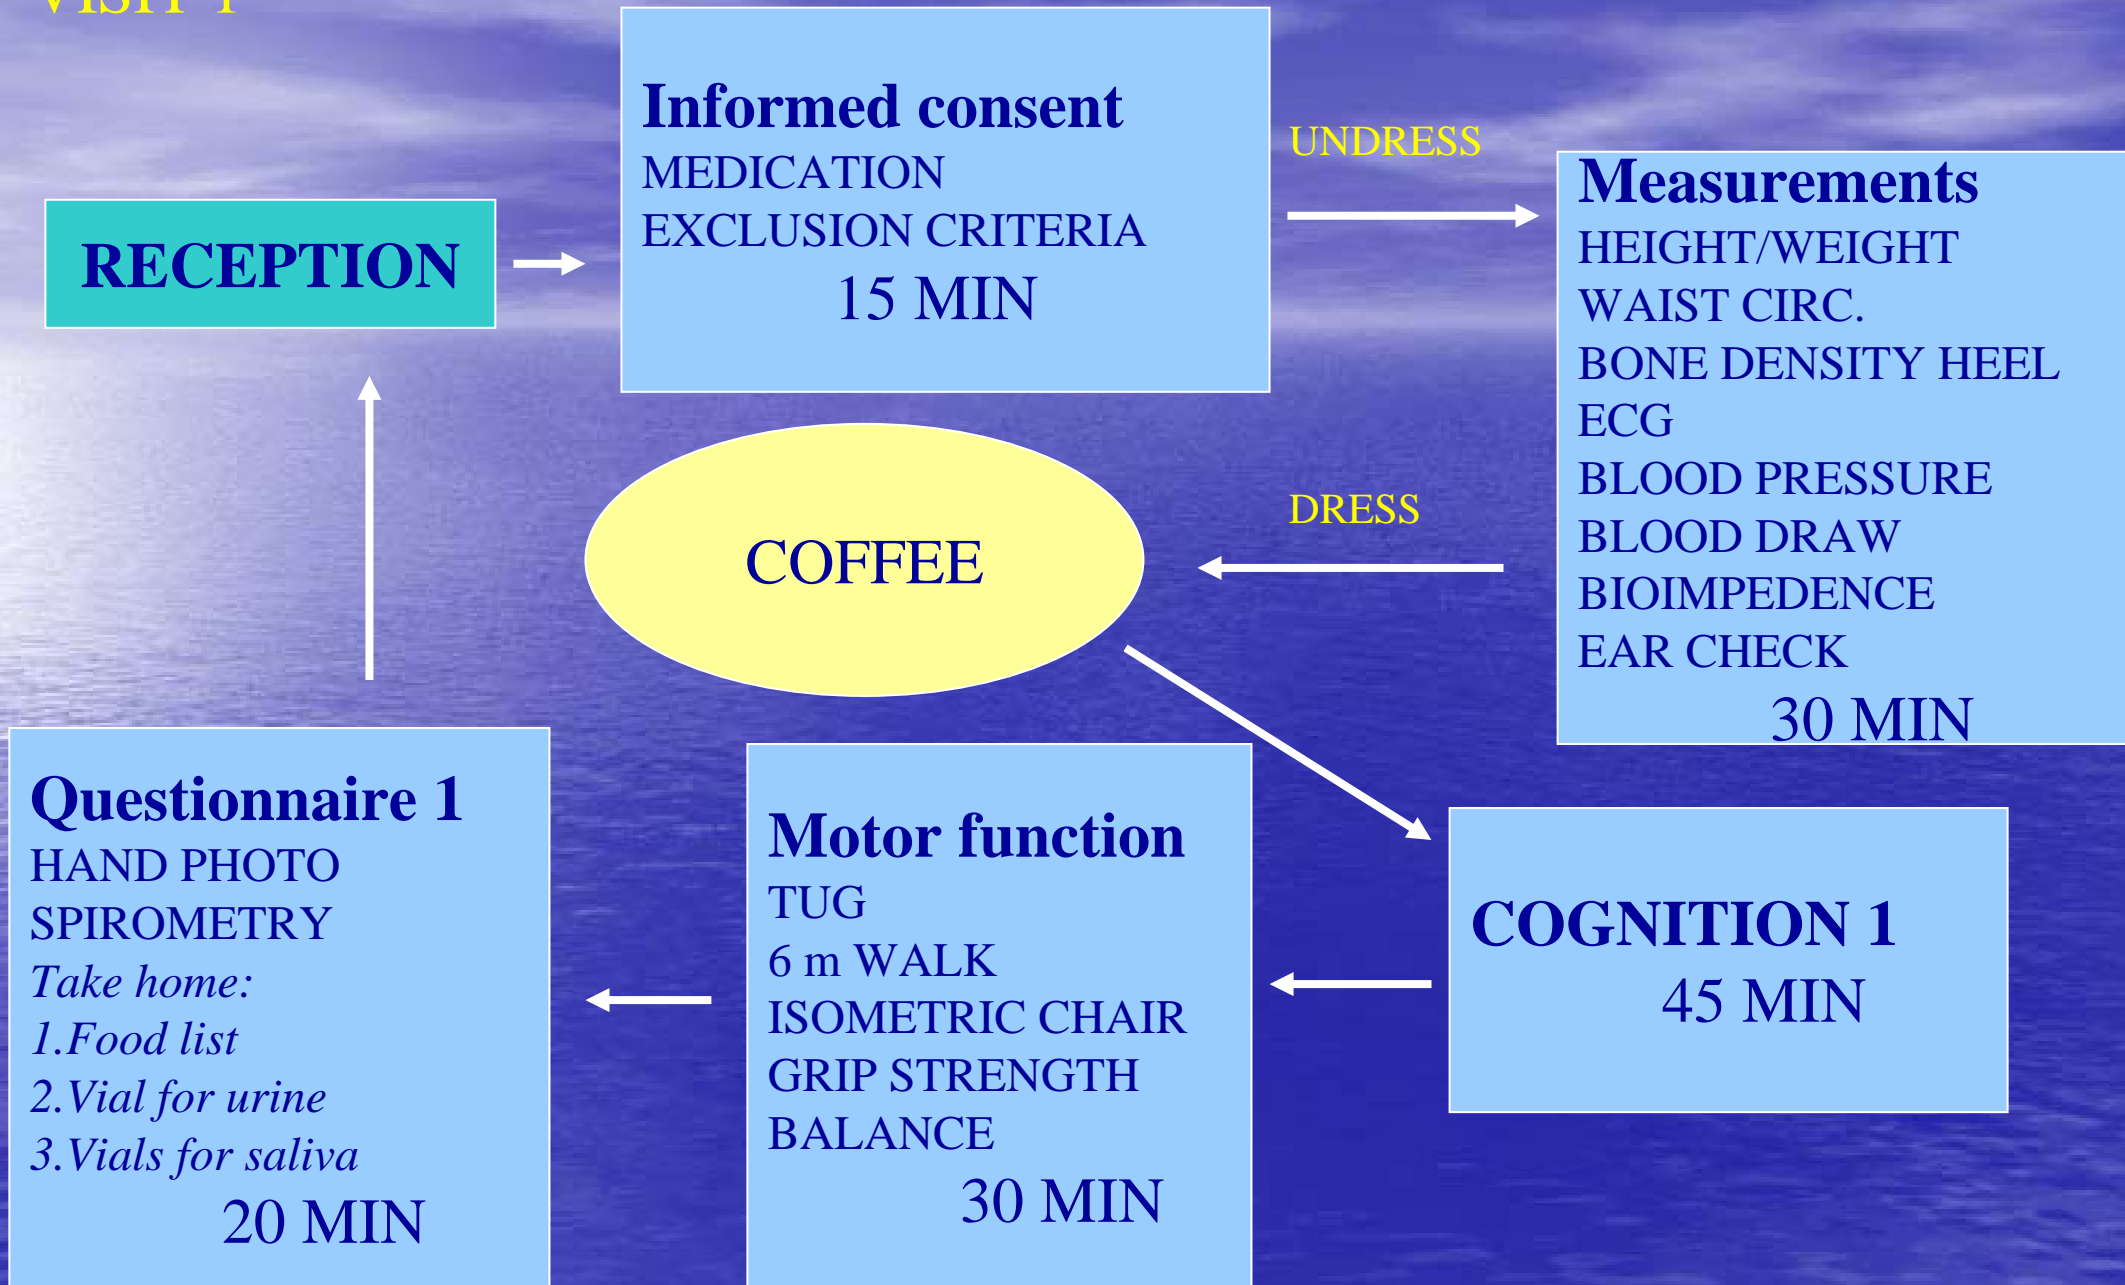 VISIT 1
RECEPTION
Informed consent
MEDICATION
EXCLUSION CRITERIA
15 MIN
UNDRESS
Measurements
HEIGHT/WEIGHT
WAIST CIRC.
BONE DENSITY HEEL
ECG
BLOOD PRESSURE
BLOOD DRAW
BIOIMPEDENCE
EAR CHECK
30 MIN
DRESS
COFFEE
COGNITION 1
45 MIN
Motor function
TUG
6 m WALK
ISOMETRIC CHAIR
GRIP STRENGTH
BALANCE
30 MIN
Questionnaire 1
HAND PHOTO
SPIROMETRY
Take home:
1.Food list
2.Vial for urine
3.Vials for saliva
20 MIN